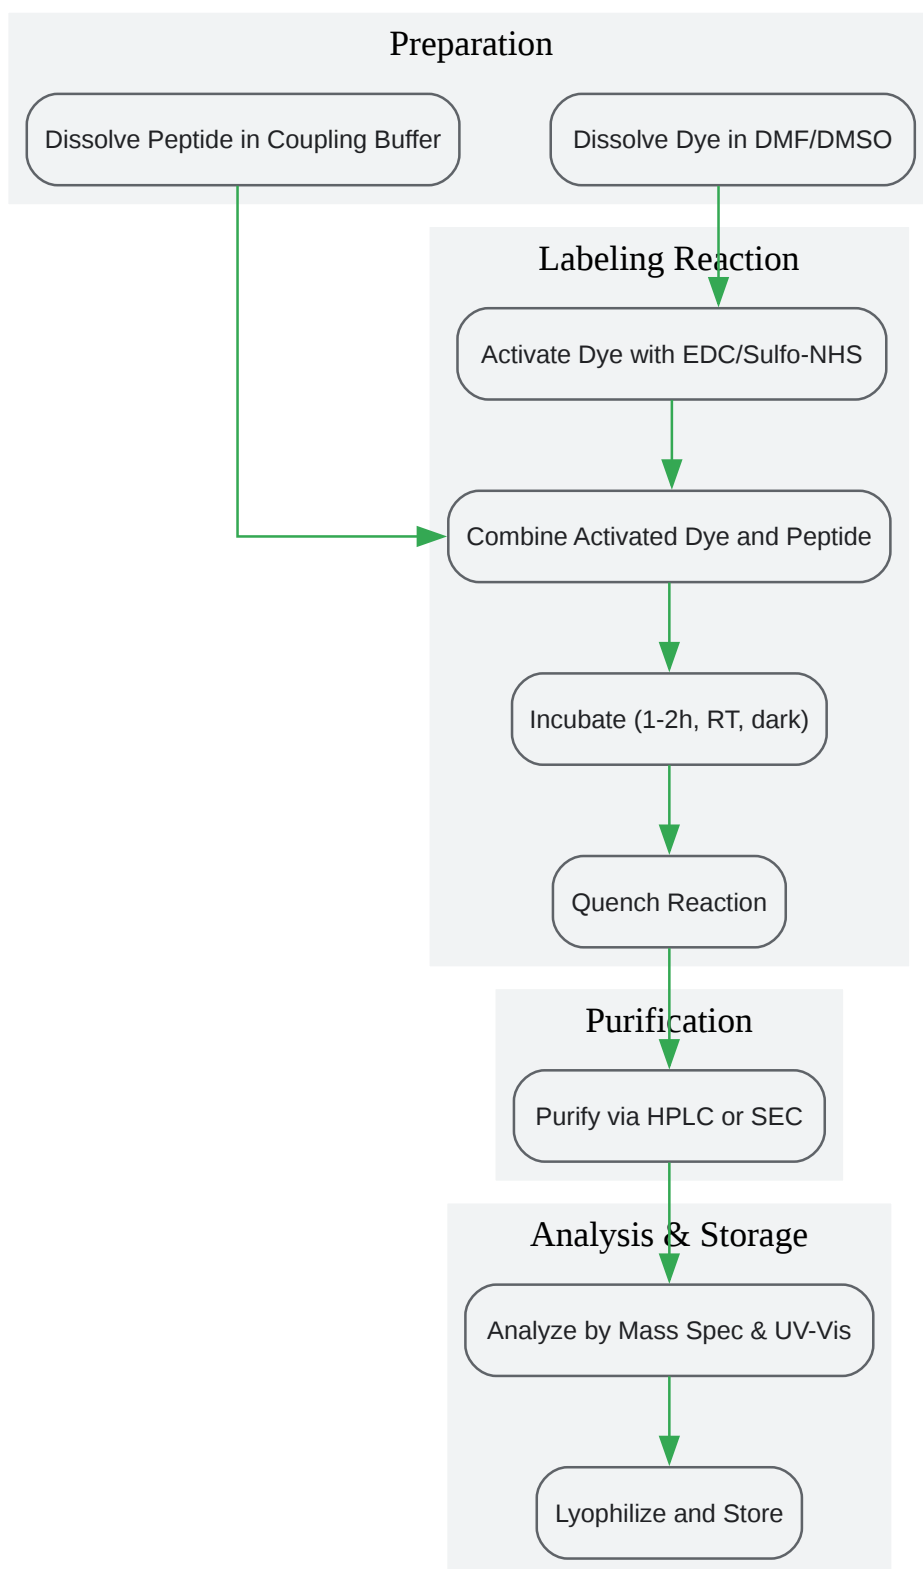 Preparation
Dissolve Peptide in Coupling Buffer
Dissolve Dye in DMF/DMSO
Labeling Reaction
Activate Dye with EDC/Sulfo-NHS
Combine Activated Dye and Peptide
Incubate (1-2h, RT, dark)
Quench Reaction
Purification
Purify via HPLC or SEC
Analysis & Storage
Analyze by Mass Spec & UV-Vis
Lyophilize and Store